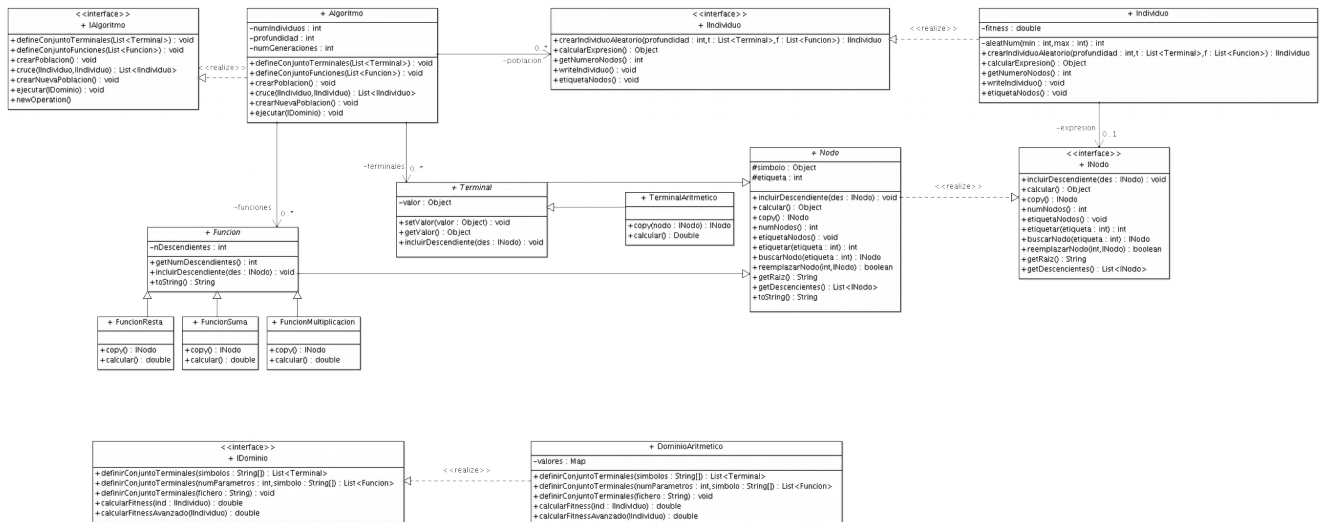 <<interface>>
+ IAlgoritmo
+defineConjuntoTerminales(List<Terminal>) : void
+defineConjuntoFunciones(List<Funcion>) : void
+crearPoblacion() : void
+cruce(IIndividuo,IIndividuo) : List<IIndividuo>
+crearNuevaPoblacion() : void
+ejecutar(IDominio) : void
+newOperation()
<<realize>>
+ Algoritmo
-numIndividuos : int
-profundidad : int
-numGeneraciones : int
+defineConjuntoTerminales(List<Terminal>) : void
+defineConjuntoFunciones(List<Funcion>) : void
+crearPoblacion() : void
+cruce(IIndividuo,IIndividuo) : List<IIndividuo>
+crearNuevaPoblacion() : void
+ejecutar(IDominio) : void
0..*
-poblacion
<<interface>>
+ IIndividuo
+crearIndividuoAleatorio(profundidad : int,t : List<Terminal>,f : List<Funcion>) : IIndividuo
+calcularExpresion() : Object
+getNumeroNodos() : int
+writeIndividuo() : void
+etiquetaNodos() : void
<<realize>>
+ Individuo
-fitness : double
-aleatNum(min : int,max : int) : int
+crearIndividuoAleatorio(profundidad : int,t : List<Terminal>,f : List<Funcion>) : IIndividuo
+calcularExpresion() : Object
+getNumeroNodos() : int
+writeIndividuo() : void
+etiquetaNodos() : void
-expresion
0..1
-terminales
0..*
-funciones
0..*
+ Terminal
-valor : Object
+setValor(valor : Object) : void
+getValor() : Object
+incluirDescendiente(des : INodo) : void
+ TerminalAritmetico
+copy(nodo : INodo) : INodo
+calcular() : Double
+ Nodo
#simbolo : Object
#etiqueta : int
+incluirDescendiente(des : INodo) : void
+calcular() : Object
+copy() : INodo
+numNodos() : int
+etiquetaNodos() : void
+etiquetar(etiqueta : int) : int
+buscarNodo(etiqueta : int) : INodo
+reemplazarNodo(int,INodo) : boolean
+getRaiz() : String
+getDescencientes() : List<INodo>
+toString() : String
<<realize>>
<<interface>>
+ INodo
+incluirDescendiente(des : INodo) : void
+calcular() : Object
+copy() : INodo
+numNodos() : int
+etiquetaNodos() : void
+etiquetar(etiqueta : int) : int
+buscarNodo(etiqueta : int) : INodo
+reemplazarNodo(int,INodo) : boolean
+getRaiz() : String
+getDescencientes() : List<INodo>
+ Funcion
-nDescendientes : int
+getNumDescendientes() : int
+incluirDescendiente(des : INodo) : void
+toString() : String
+ FuncionResta
+copy() : INodo
+calcular() : double
+ FuncionSuma
+copy() : INodo
+calcular() : double
+ FuncionMultiplicacion
+copy() : INodo
+calcular() : double
<<interface>>
+ IDominio
+definirConjuntoTerminales(simbolos : String[]) : List<Terminal>
+definirConjuntoTerminales(numParametros : int,simbolo : String[]) : List<Funcion>
+definirConjuntoTerminales(fichero : String) : void
+calcularFitness(ind : IIndividuo) : double
+calcularFitnessAvanzado(IIndividuo) : double
<<realize>>
+ DominioAritmetico
-valores : Map
+definirConjuntoTerminales(simbolos : String[]) : List<Terminal>
+definirConjuntoTerminales(numParametros : int,simbolo : String[]) : List<Funcion>
+definirConjuntoTerminales(fichero : String) : void
+calcularFitness(ind : IIndividuo) : double
+calcularFitnessAvanzado(IIndividuo) : double